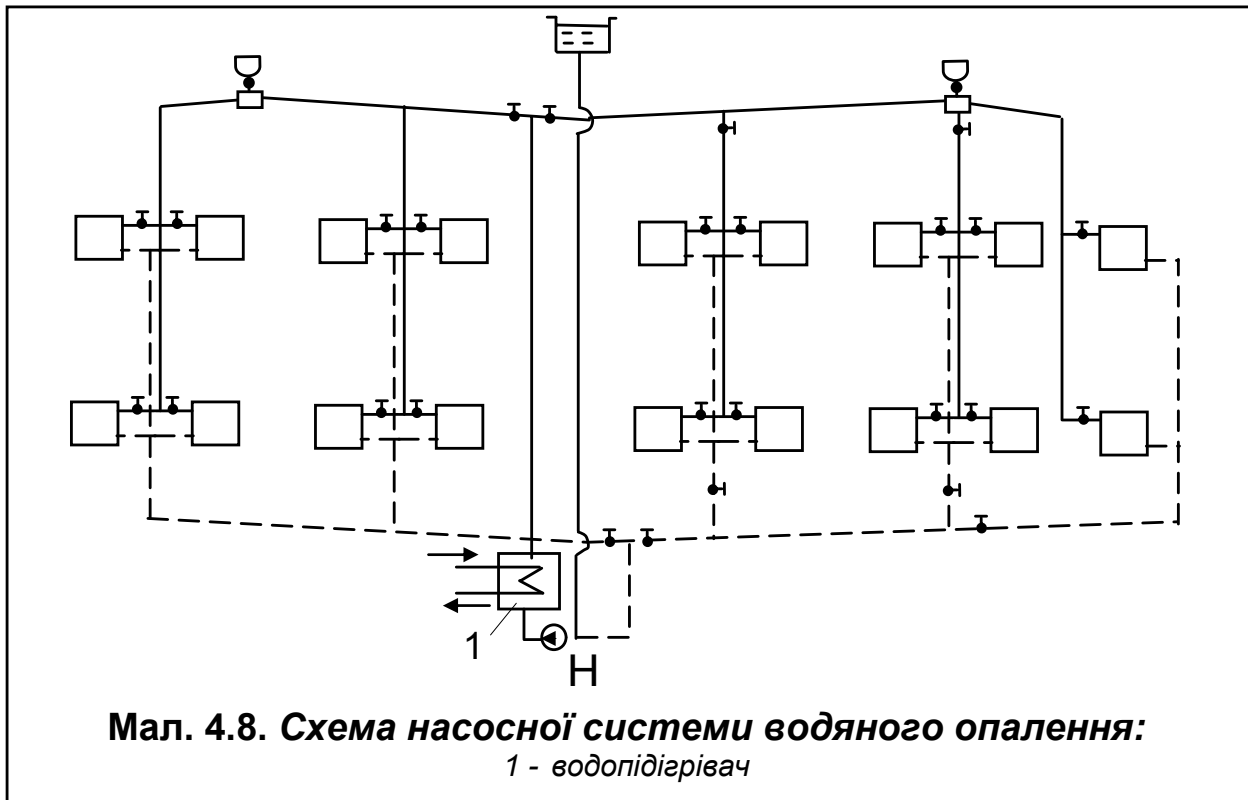 1
Н
Мал. 4.8. Схема насосної системи водяного опалення:
1 - водопідігрівач